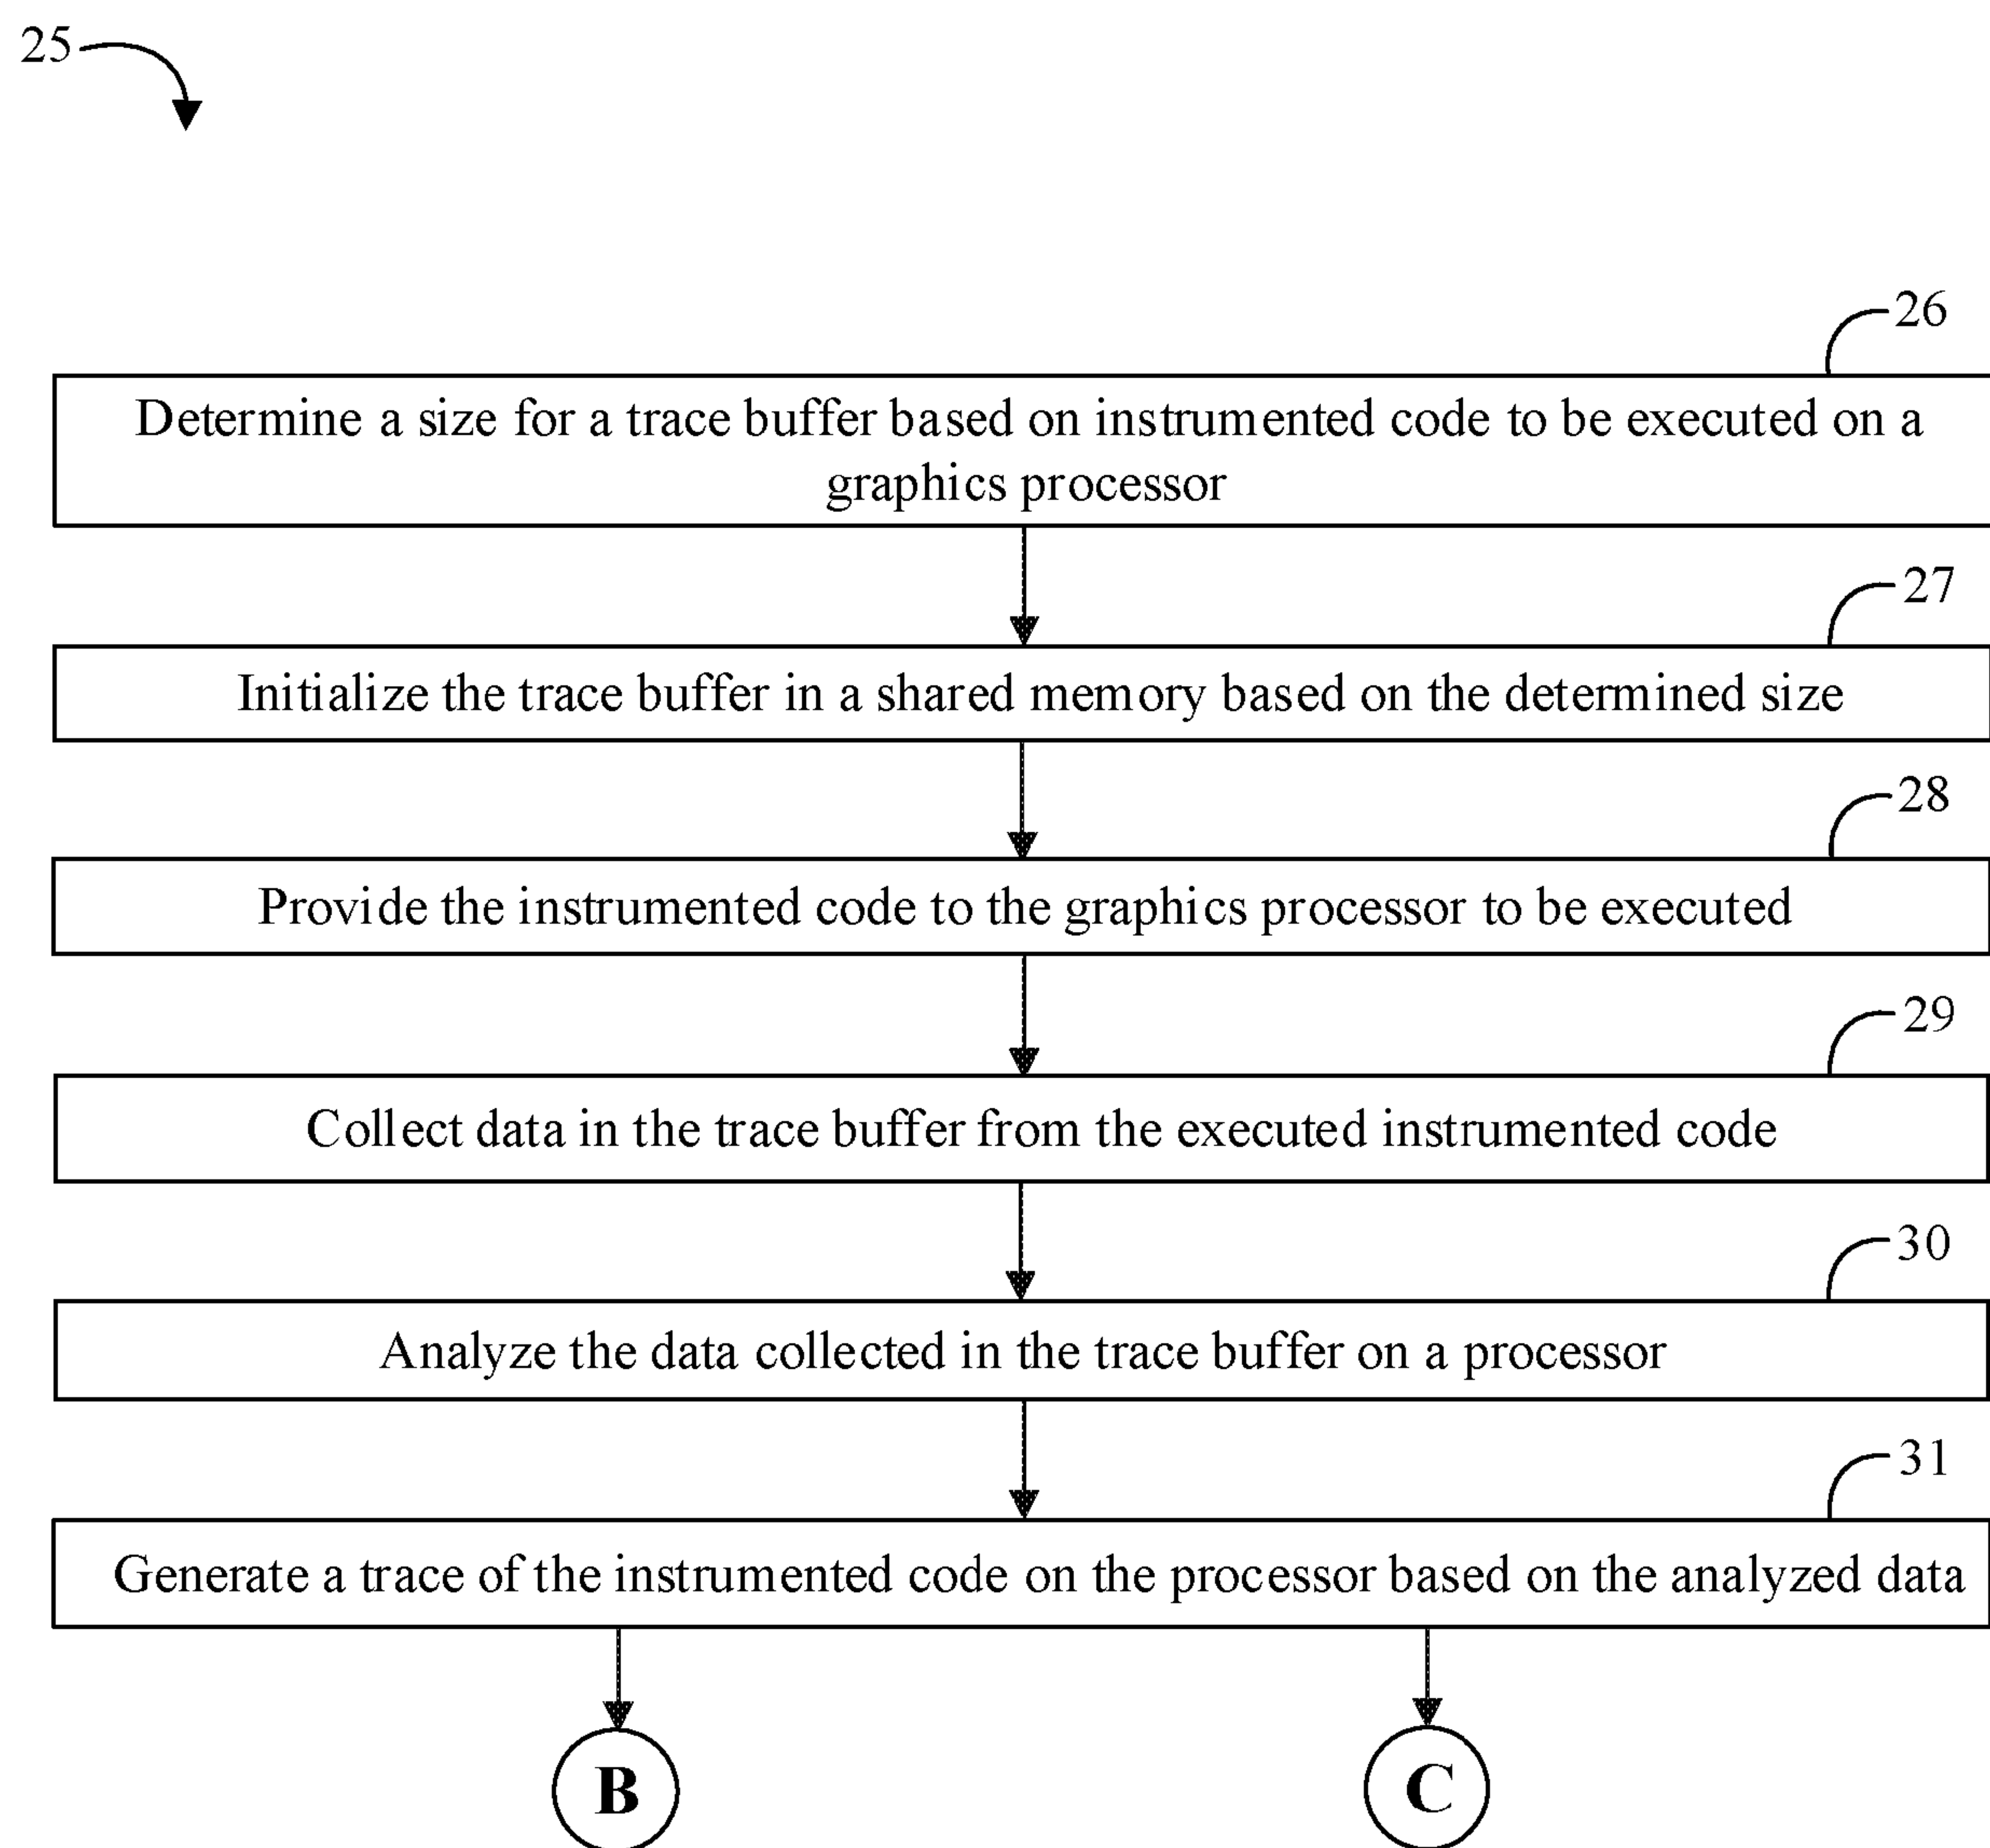 25
26
Determine a size for a trace buffer based on instrumented code to be executed on a
graphics processor
27
Initialize the trace buffer in a shared memory based on the determined size
28
Provide the instrumented code to the graphics processor to be executed
29
Collect data in the trace buffer from the executed instrumented code
30
Analyze the data collected in the trace buffer on a processor
31
Generate a trace of the instrumented code on the processor based on the analyzed data
B
C